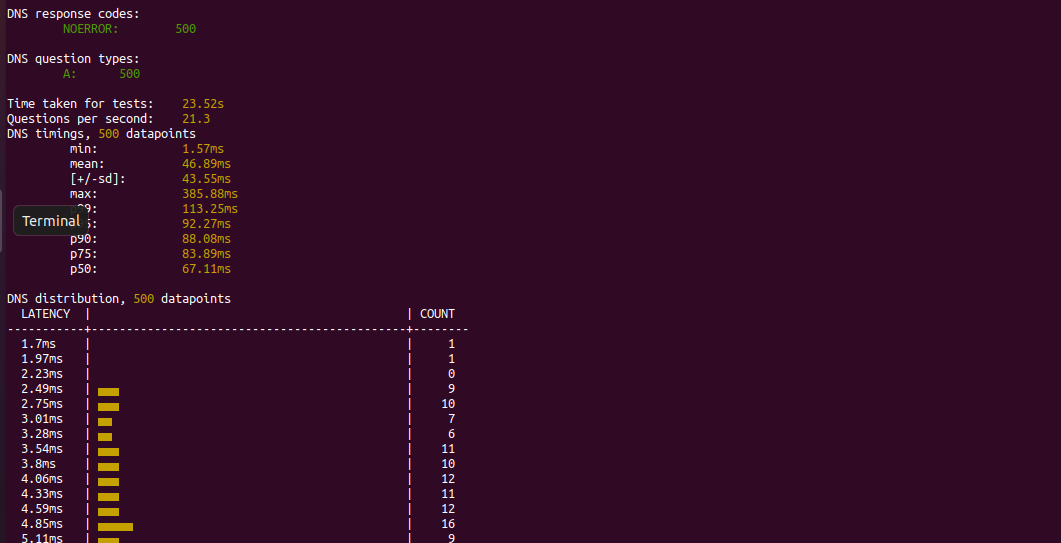 DNS response codes:
NOERROR: 500
DNS question types:
A: 500
Time taken for tests: 23.52s
Questions per second: 21.3
DNS timings, 500 datapoints
min: 1.57ms
mean: 46.89ms
[+/-sd]: 43.55ms
max: 385.88ms
99: 113.25ms
Terminal
5: 92.27ms
p90: 88.08ms
p75: 83.89ms
p50: 67.11ms
DNS distribution, 500 datapoints
LATENCY | | COUNT
-----------+---------------------------------------------+--------
1.7ms | | 1
1.97ms | | 1
2.23ms | | 0
2.49ms | | 9
2.75ms | | 10
3.01ms | | 7
3.28ms | | 6
3.54ms | | 11
3.8ms | | 10
4.06ms | | 12
4.33ms | | 11
4.59ms | | 12
4.85ms | | 16
5.11ms | | 9